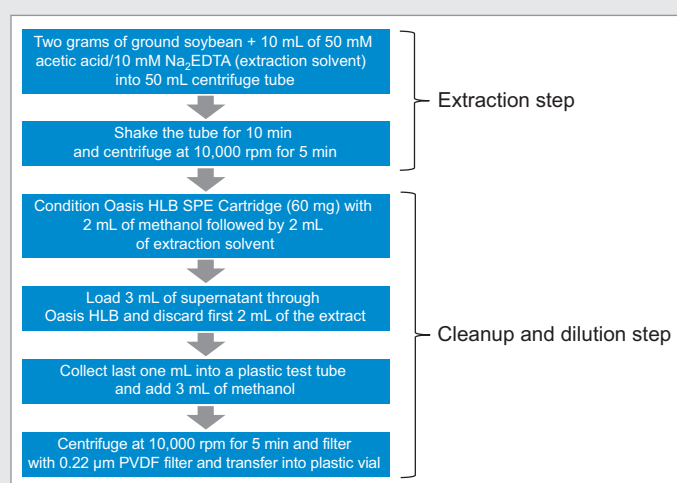 Two grams of ground soybean + 10 mL of 50 mM
acetic acid/10 mM Na₂EDTA (extraction solvent)
into 50 mL centrifuge tube
Shake the tube for 10 min
and centrifuge at 10,000 rpm for 5 min
Extraction step
Condition Oasis HLB SPE Cartridge (60 mg) with
2 mL of methanol followed by 2 mL
of extraction solvent
Load 3 mL of supernatant through
Oasis HLB and discard first 2 mL of the extract
Collect last one mL into a plastic test tube
and add 3 mL of methanol
Centrifuge at 10,000 rpm for 5 min and filter
with 0.22 µm PVDF filter and transfer into plastic vial
Cleanup and dilution step